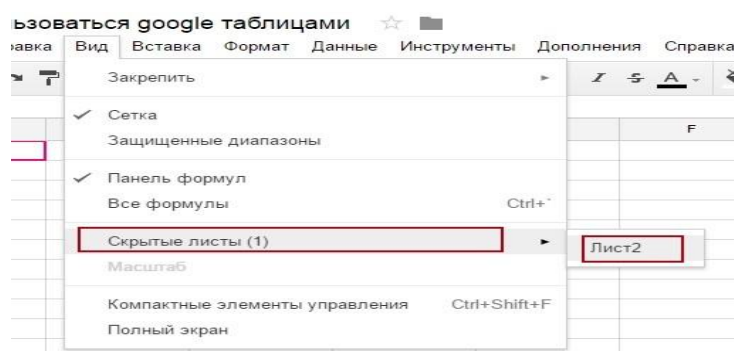 ьзоваться google таблицами
равка Вид Вставка Формат Данные Инструменты Дополнения Справка
Закрепить
Сетка
Защищенные диапазоны
Панель формул
Все формулы Ctrl+`
Скрытые листы (1)
Лист2
Масштаб
Компактные элементы управления Ctrl+Shift+F
Полный экран
I S A
F